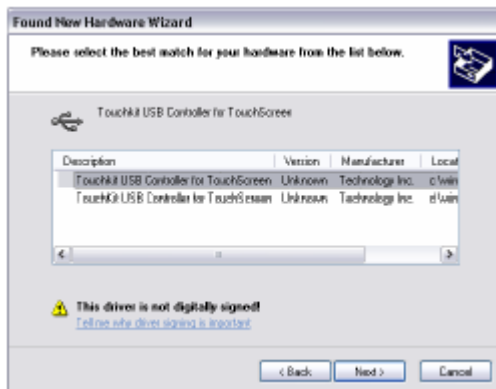 Found New Hardware Wizard
Please select the best match for your hardware from the list below.
Touchkit USB Controller for TouchScreen
Description Version Manufacturer Locat
Touchkit USB Controller for TouchScreen Unknown Technology Inc. c:\win
TouchKit USB Controller for TouchScreen Unknown Technology Inc. d:\win
This driver is not digitally signed!
Tell me why driver signing is important
< Back Next > Cancel